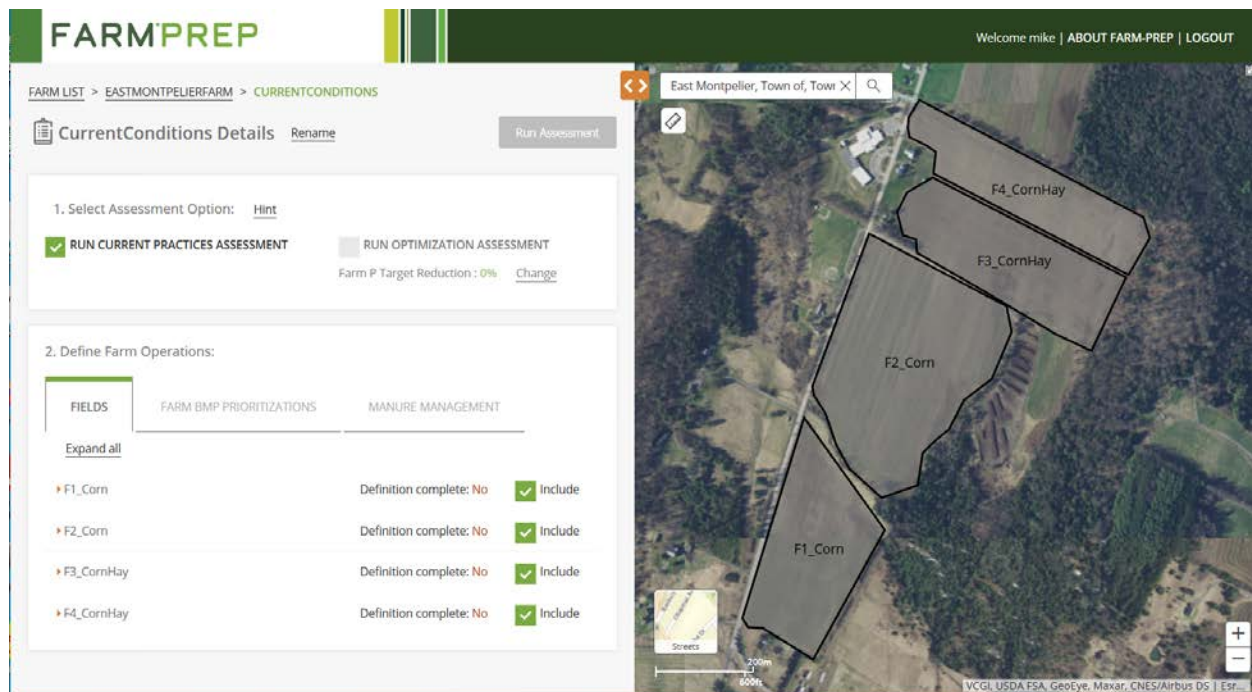 FARM PREP
Welcome mike | ABOUT FARM-PREP | LOGOUT
FARM LIST > EASTMONTPELIERFARM > CURRENTCONDITIONS
CurrentConditions Details Rename
Run Assessment
1. Select Assessment Option: Hint
RUN CURRENT PRACTICES ASSESSMENT
RUN OPTIMIZATION ASSESSMENT
Farm P Target Reduction : 0% Change
2. Define Farm Operations:
FIELDS
FARM BMP PRIORITIZATIONS
MANURE MANAGEMENT
Expand all
F1_Corn Definition complete: No Include
F2_Corn Definition complete: No Include
F3_CornHay Definition complete: No Include
F4_CornHay Definition complete: No Include
East Montpelier, Town of, Tow
F4_CornHay
F3_CornHay
F2_Corn
F1_Corn
Streets
200m
600ft
VCGI, USDA FSA, GeoEye, Maxar, CNES/Airbus DS | Esr...
+
−